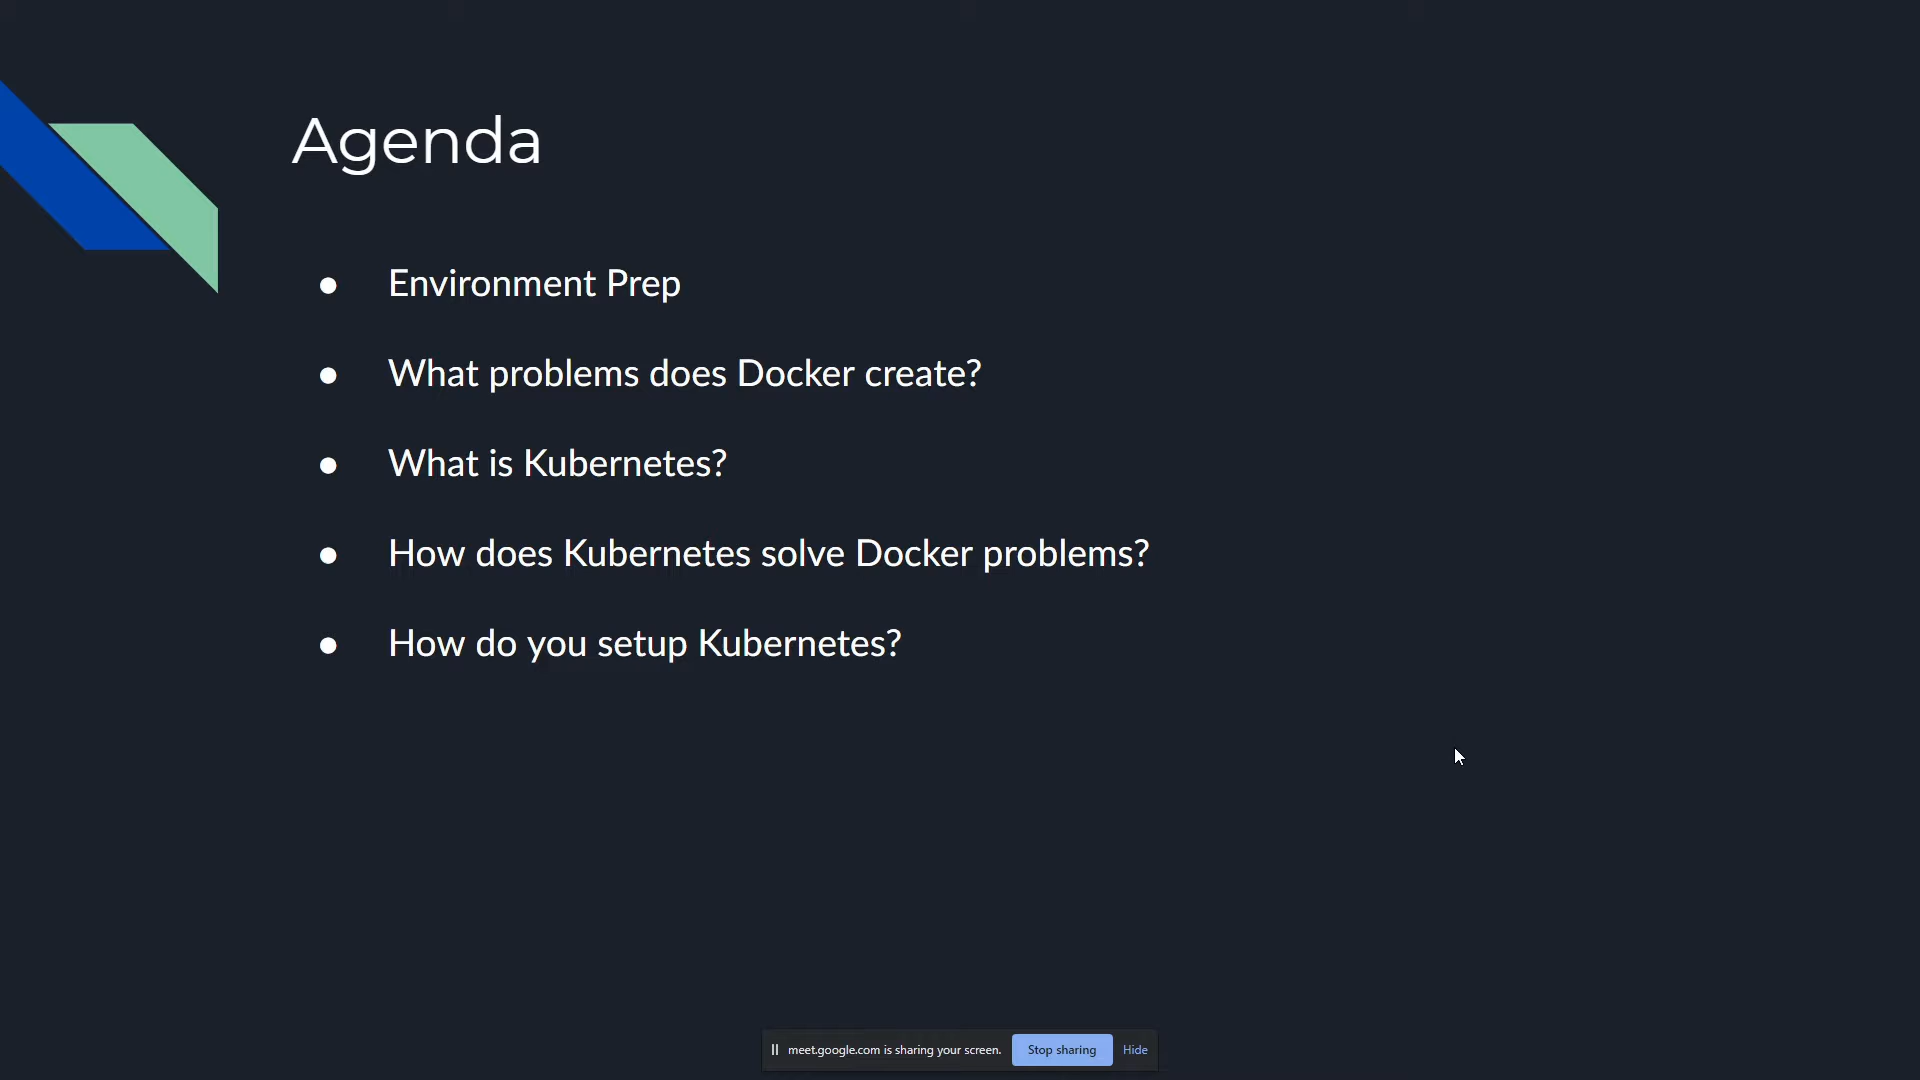 Agenda
● Environment Prep
● What problems does Docker create?
● What is Kubernetes?
● How does Kubernetes solve Docker problems?
● How do you setup Kubernetes?
meet.google.com is sharing your screen. Stop sharing Hide